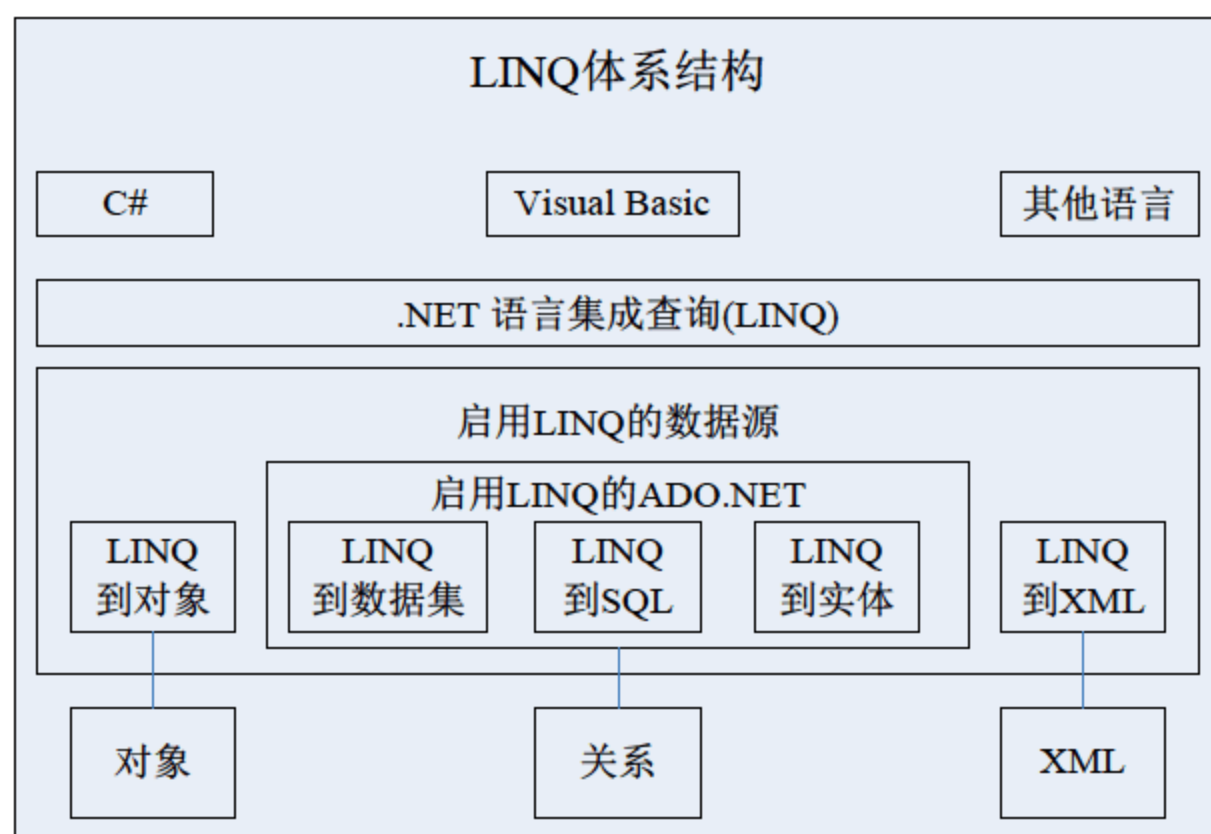 LINQ体系结构
C#
Visual Basic
其他语言
.NET 语言集成查询(LINQ)
启用LINQ的数据源
启用LINQ的ADO.NET
LINQ
到对象
LINQ
到数据集
LINQ
到SQL
LINQ
到实体
LINQ
到XML
对象
关系
XML